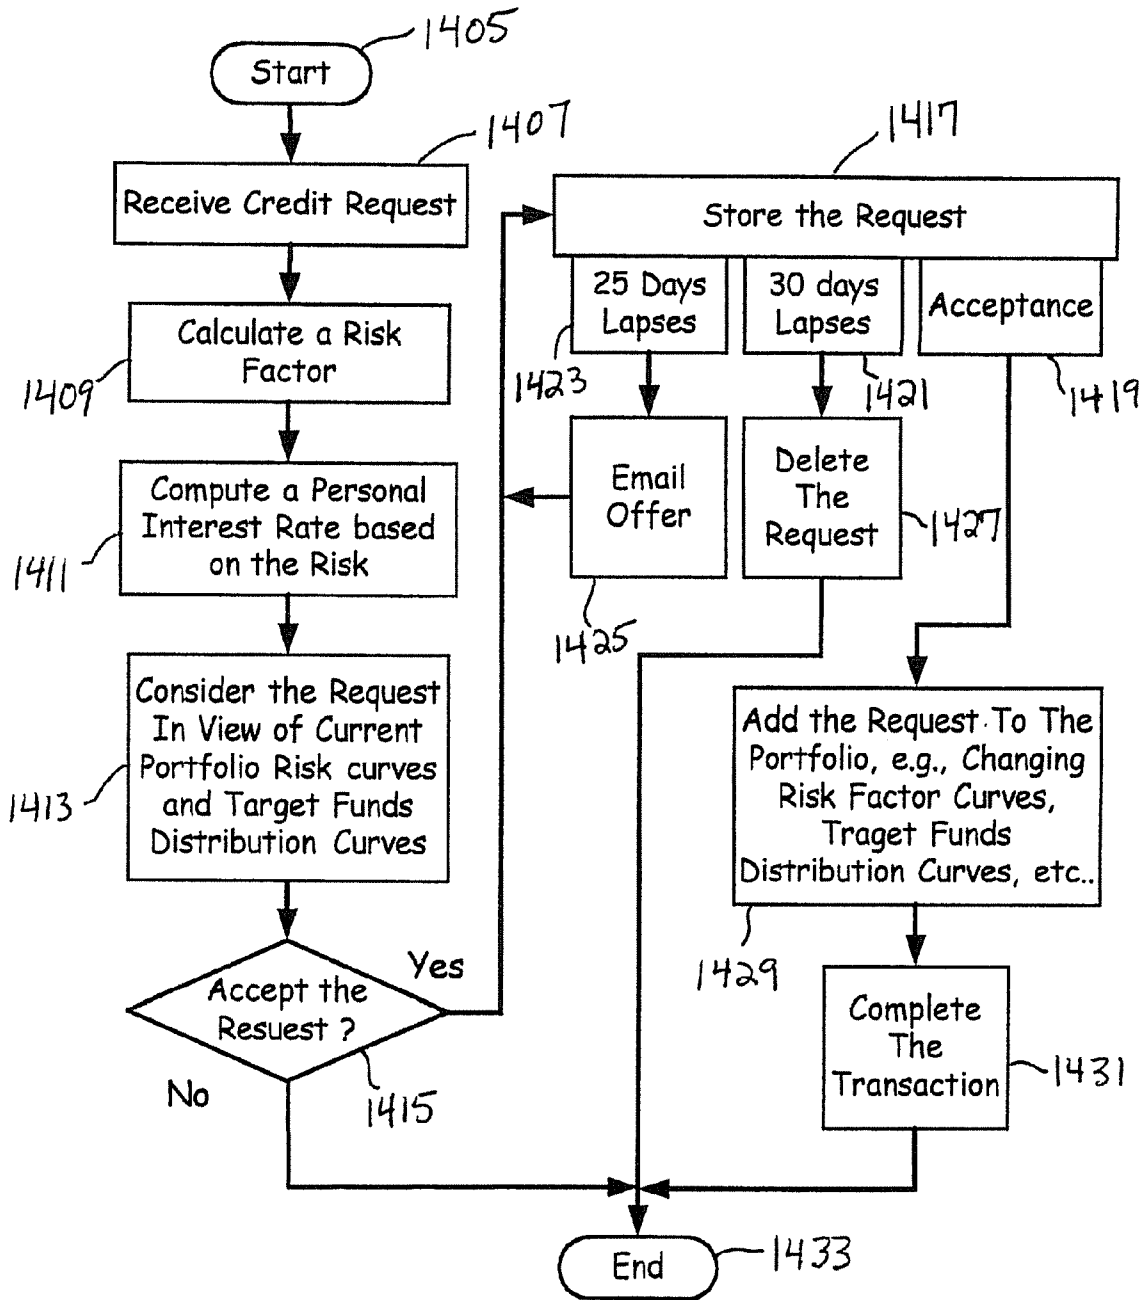 1405
Start
1407
Receive Credit Request
Calculate a Risk
Factor
1409
Compute a Personal
Interest Rate based
on the Risk
1411
Consider the Request
In View of Current
Portfolio Risk curves
and Target Funds
Distribution Curves
1413
Accept the
Resuest ?
Yes
No
1415
1417
Store the Request
25 Days
Lapses
1423
30 days
Lapses
1421
Acceptance
1419
Email
Offer
1425
Delete
The
Request
1427
Add the Request To The
Portfolio, e.g., Changing
Risk Factor Curves,
Traget Funds
Distribution Curves, etc..
1429
Complete
The
Transaction
1431
End
1433